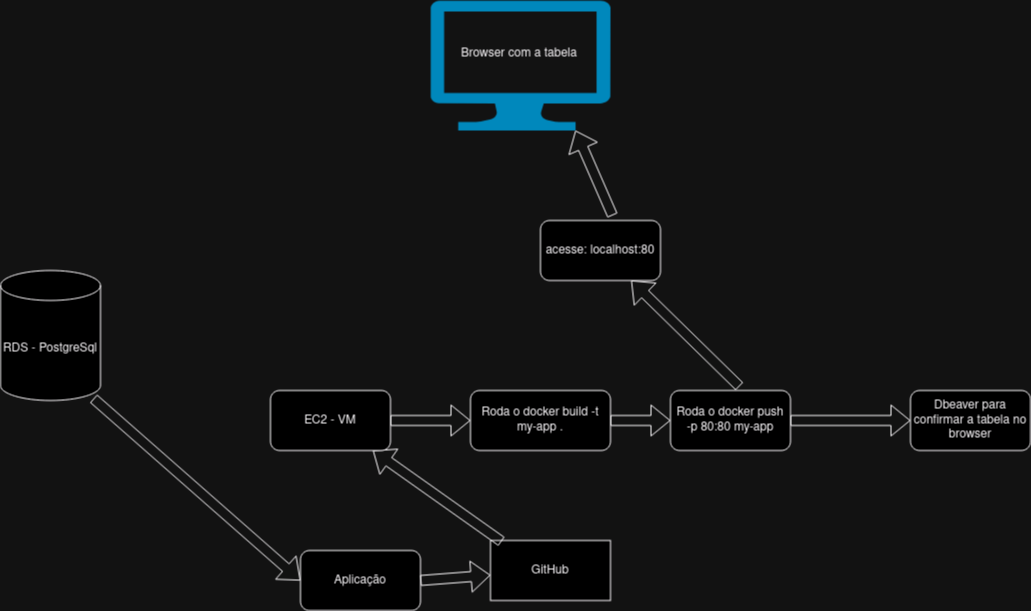 Browser com a tabela
acesse: localhost:80
RDS - PostgreSql
EC2 - VM
Roda o docker build -t
my-app .
Roda o docker push
-p 80:80 my-app
Dbeaver para
confirmar a tabela no
browser
Aplicação
GitHub